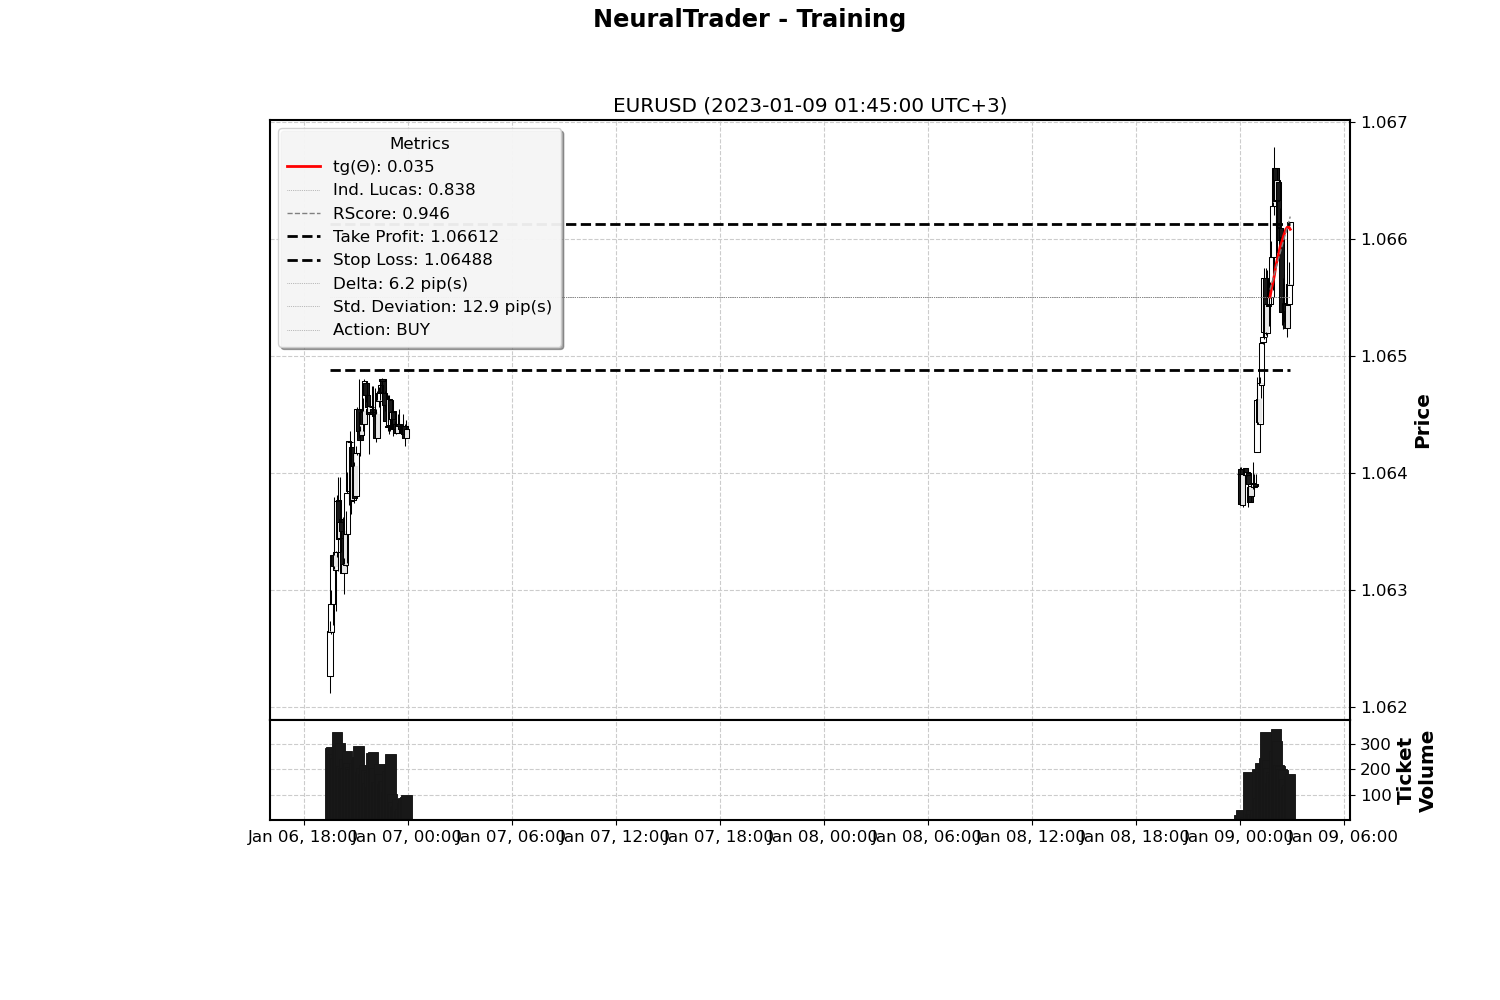 NeuralTrader - Training
EURUSD (2023-01-09 01:45:00 UTC+3)
Metrics
tg(Θ): 0.035
Ind. Lucas: 0.838
RScore: 0.946
Take Profit: 1.06612
Stop Loss: 1.06488
Delta: 6.2 pip(s)
Std. Deviation: 12.9 pip(s)
Action: BUY
1.067
1.066
1.065
1.064
1.063
1.062
Price
300
200
100
Ticket
Volume
Jan 06, 18:00
Jan 07, 00:00
Jan 07, 06:00
Jan 07, 12:00
Jan 07, 18:00
Jan 08, 00:00
Jan 08, 06:00
Jan 08, 12:00
Jan 08, 18:00
Jan 09, 00:00
Jan 09, 06:00